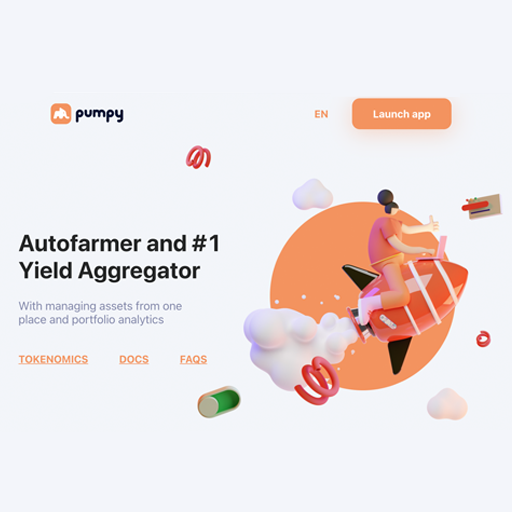 pumpy
EN
Launch app
Autofarmer and #1
Yield Aggregator
With managing assets from one
place and portfolio analytics
TOKENOMICS
DOCS
FAQS